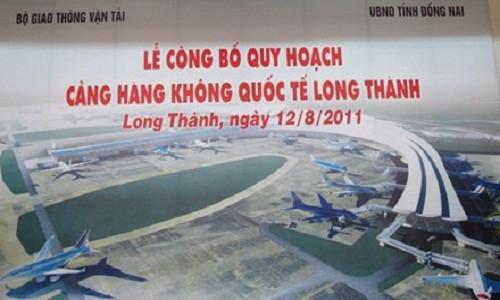 BỘ GIAO THÔNG VẬN TẢI
UBND TỈNH ĐỒNG NAI
LỄ CÔNG BỐ QUY HOẠCH
CẢNG HÀNG KHÔNG QUỐC TẾ LONG THÀNH
Long Thành, ngày 12/8/2011